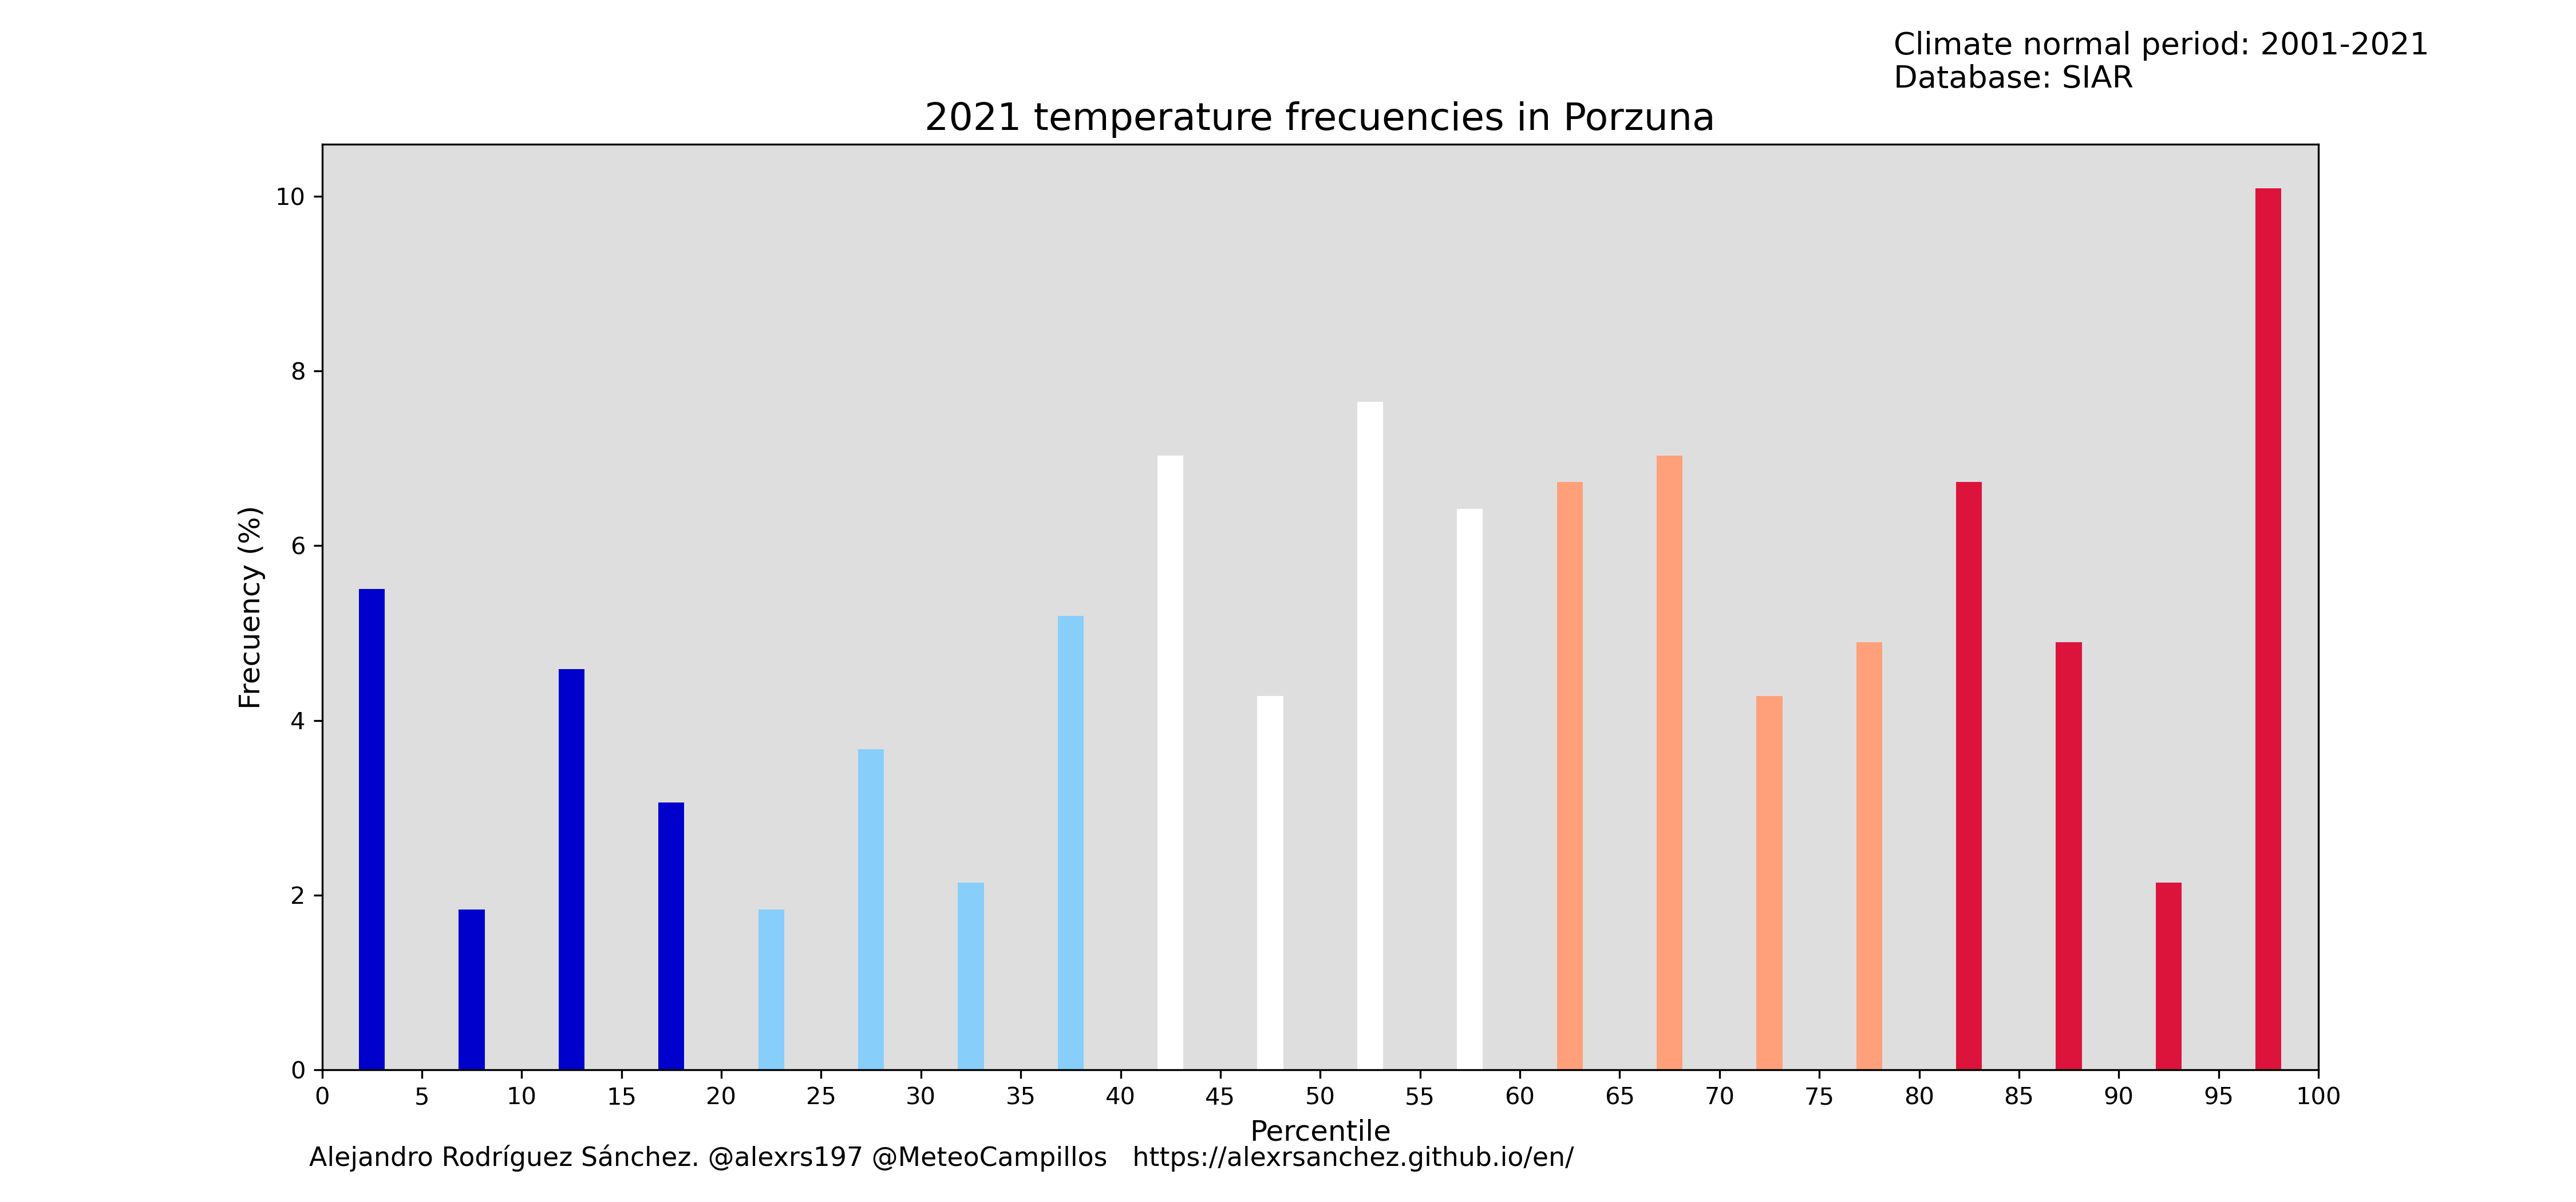 Climate normal period: 2001-2021
Database: SIAR
2021 temperature frecuencies in Porzuna
10
8
6
4
2
0
Frecuency (%)
0 5 10 15 20 25 30 35 40 45 50 55 60 65 70 75 80 85 90 95 100
Percentile
Alejandro Rodríguez Sánchez. @alexrs197 @MeteoCampillos   https://alexrsanchez.github.io/en/